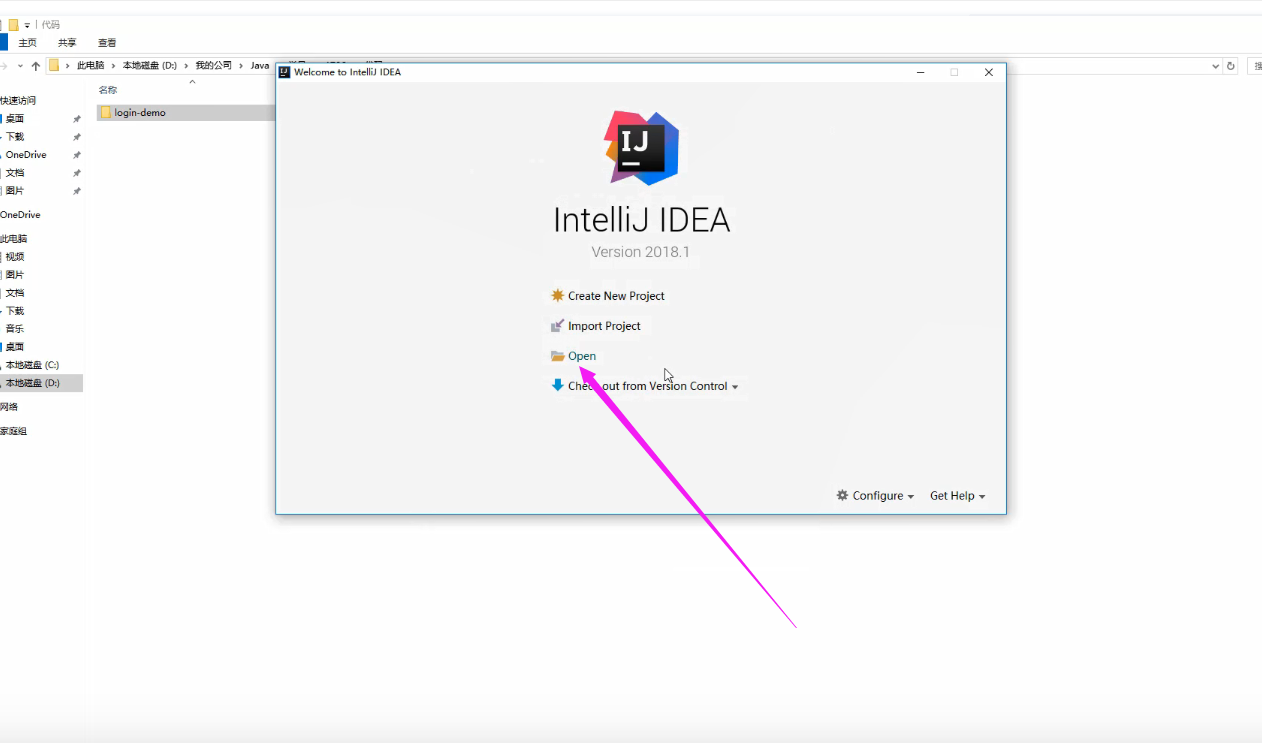 代码
主页 共享 查看
此电脑 › 本地磁盘 (D:) › 我的公司 › Java
Welcome to IntelliJ IDEA
名称
快速访问
login-demo
桌面
下载
OneDrive
文档
图片
OneDrive
此电脑
视频
图片
文档
下载
音乐
桌面
本地磁盘 (C:)
本地磁盘 (D:)
网络
家庭组
IJ
IntelliJ IDEA
Version 2018.1
Create New Project
Import Project
Open
Check out from Version Control
Configure
Get Help